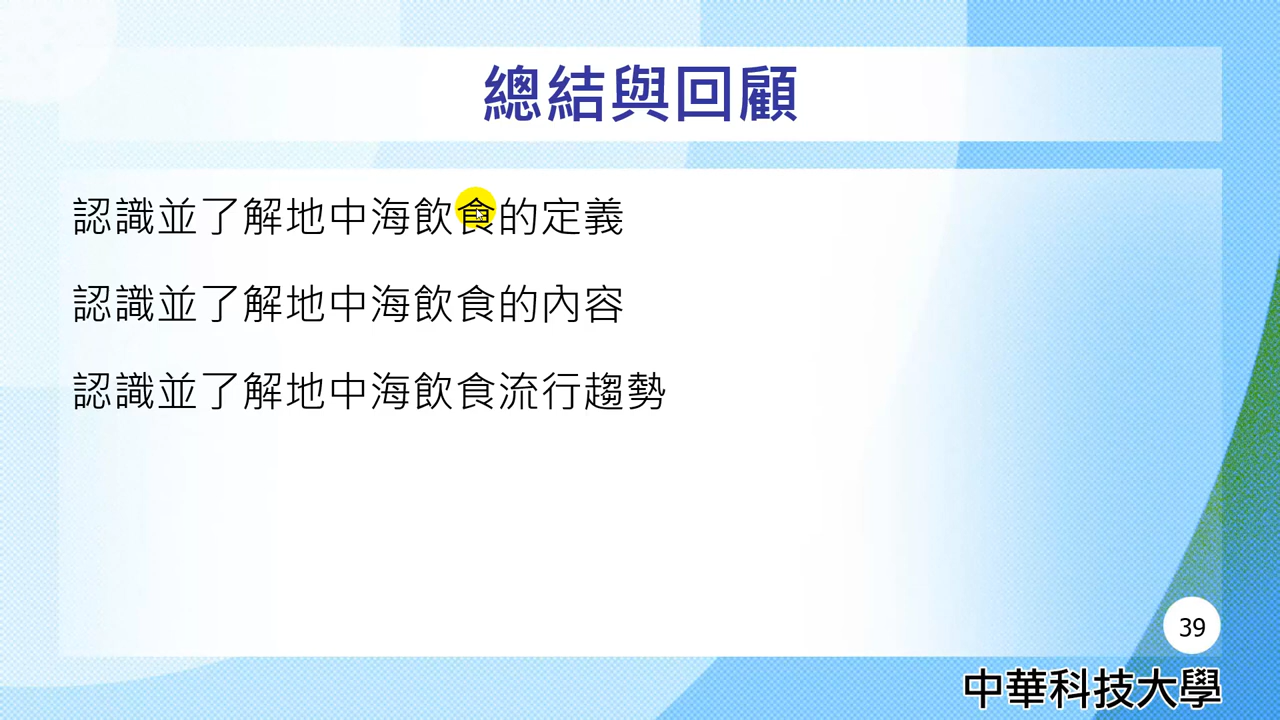 總結與回顧
認識並了解地中海飲食的定義
認識並了解地中海飲食的內容
認識並了解地中海飲食流行趨勢
39
中華科技大學